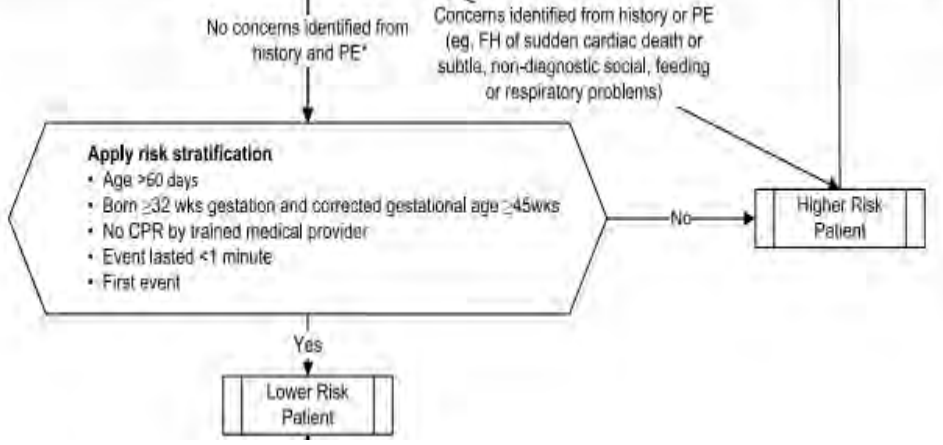 No concerns identified from
history and PE*
Concerns identified from history or PE
(eg, FH of sudden cardiac death or
subtle, non-diagnostic social, feeding
or respiratory problems)
Apply risk stratification
• Age >60 days
• Born ≥32 wks gestation and corrected gestational age ≥45wks
• No CPR by trained medical provider
• Event lasted <1 minute
• First event
No
Higher Risk
Patient
Yes
Lower Risk
Patient